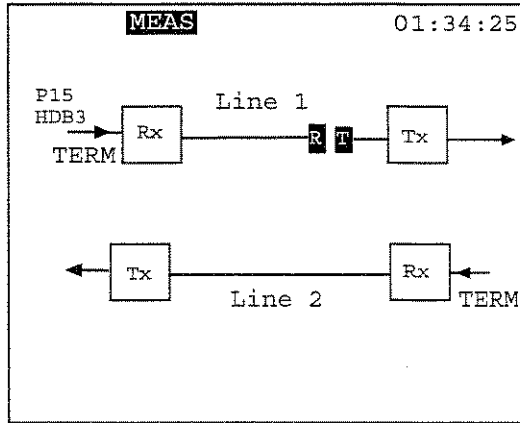 MEAS 01:34:25
P15
HDB3
Line 1
Rx R T Tx
TERM
Tx Rx
Line 2 TERM